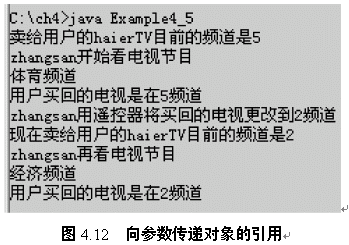 C:\ch4>java Example4_5
卖给用户的haierTV目前的频道是5
zhangsan开始看电视节目
体育频道
用户买回的电视是在5频道
zhangsan用遥控器将买回的电视更改到2频道
现在卖给用户的haierTV目前的频道是2
zhangsan再看电视节目
经济频道
用户买回的电视是在2频道
图 4.12 向参数传递对象的引用↵